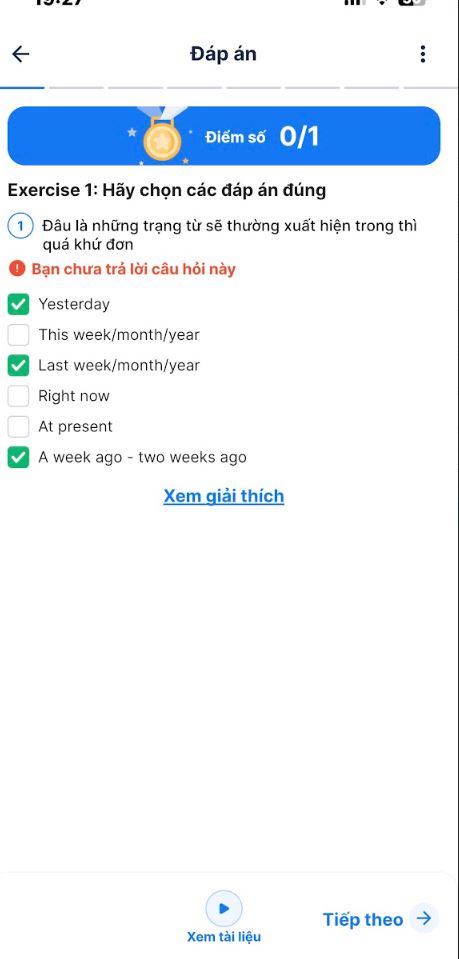 19:27
Đáp án
Điểm số 0/1
Exercise 1: Hãy chọn các đáp án đúng
1 Đâu là những trạng từ sẽ thường xuất hiện trong thì
quá khứ đơn
Bạn chưa trả lời câu hỏi này
Yesterday
This week/month/year
Last week/month/year
Right now
At present
A week ago - two weeks ago
Xem giải thích
Xem tài liệu
Tiếp theo